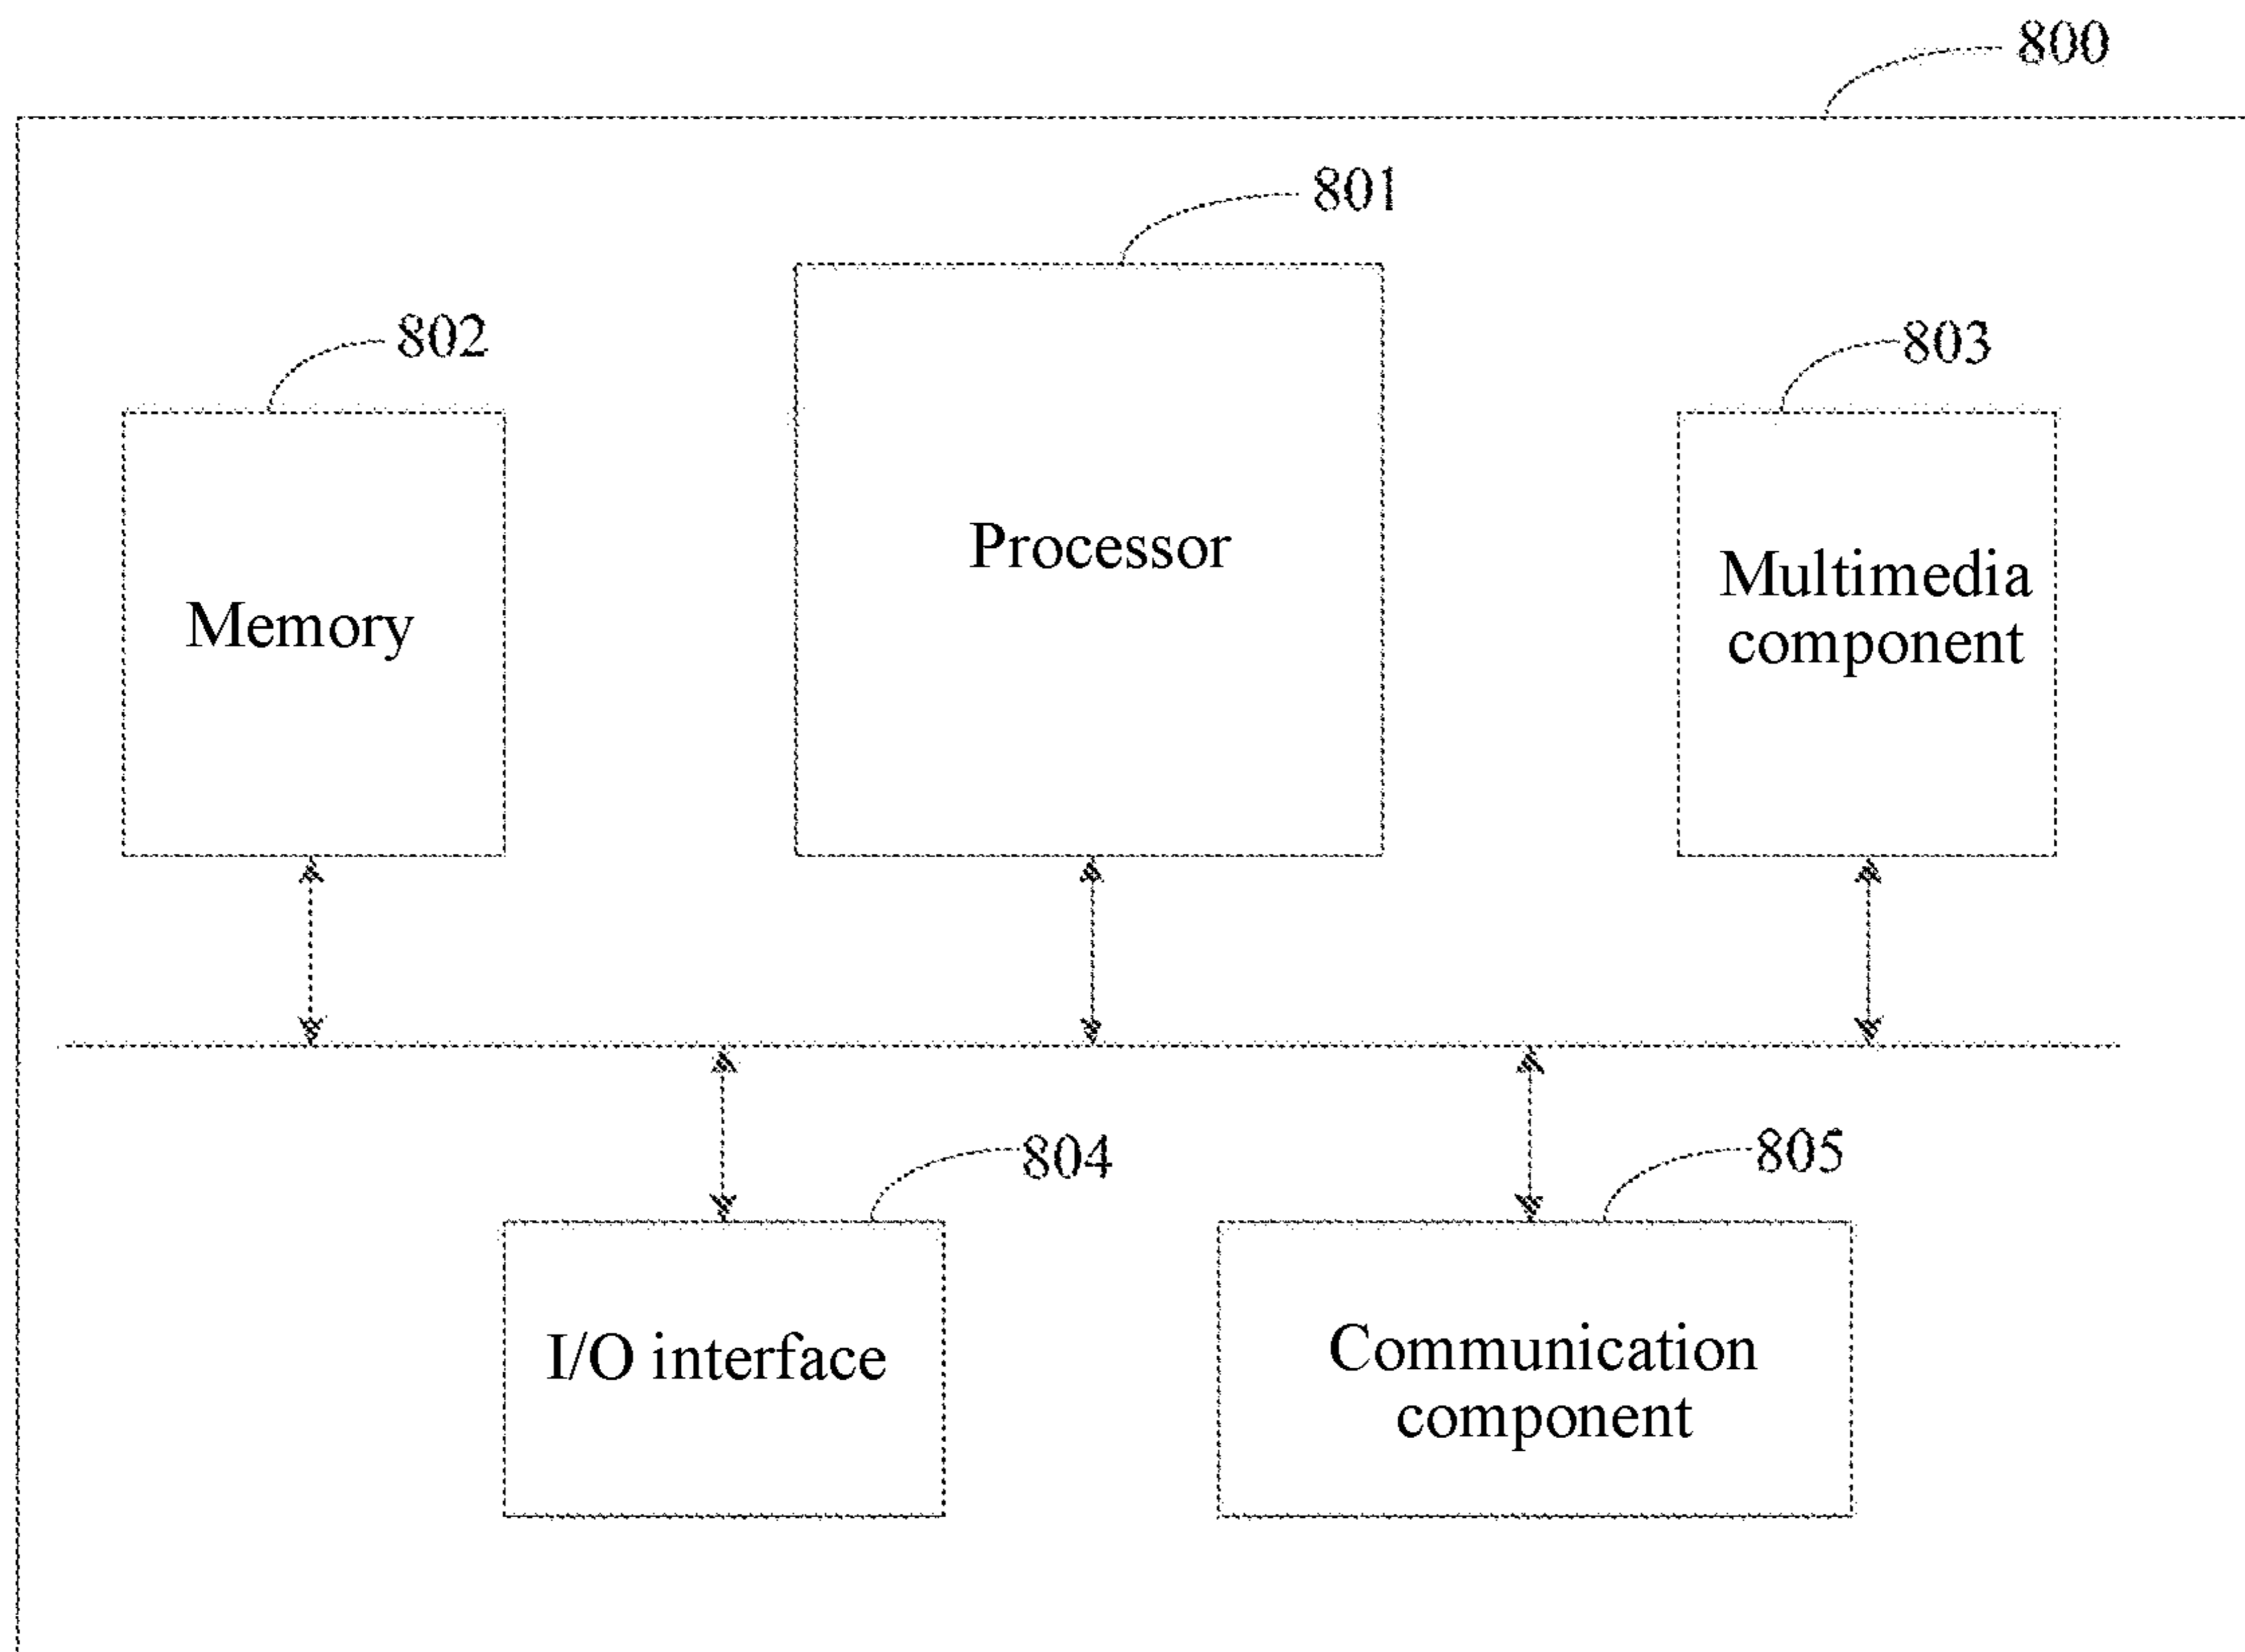 800
801
802
803
Memory
Processor
Multimedia
component
804
805
I/O interface
Communication
component